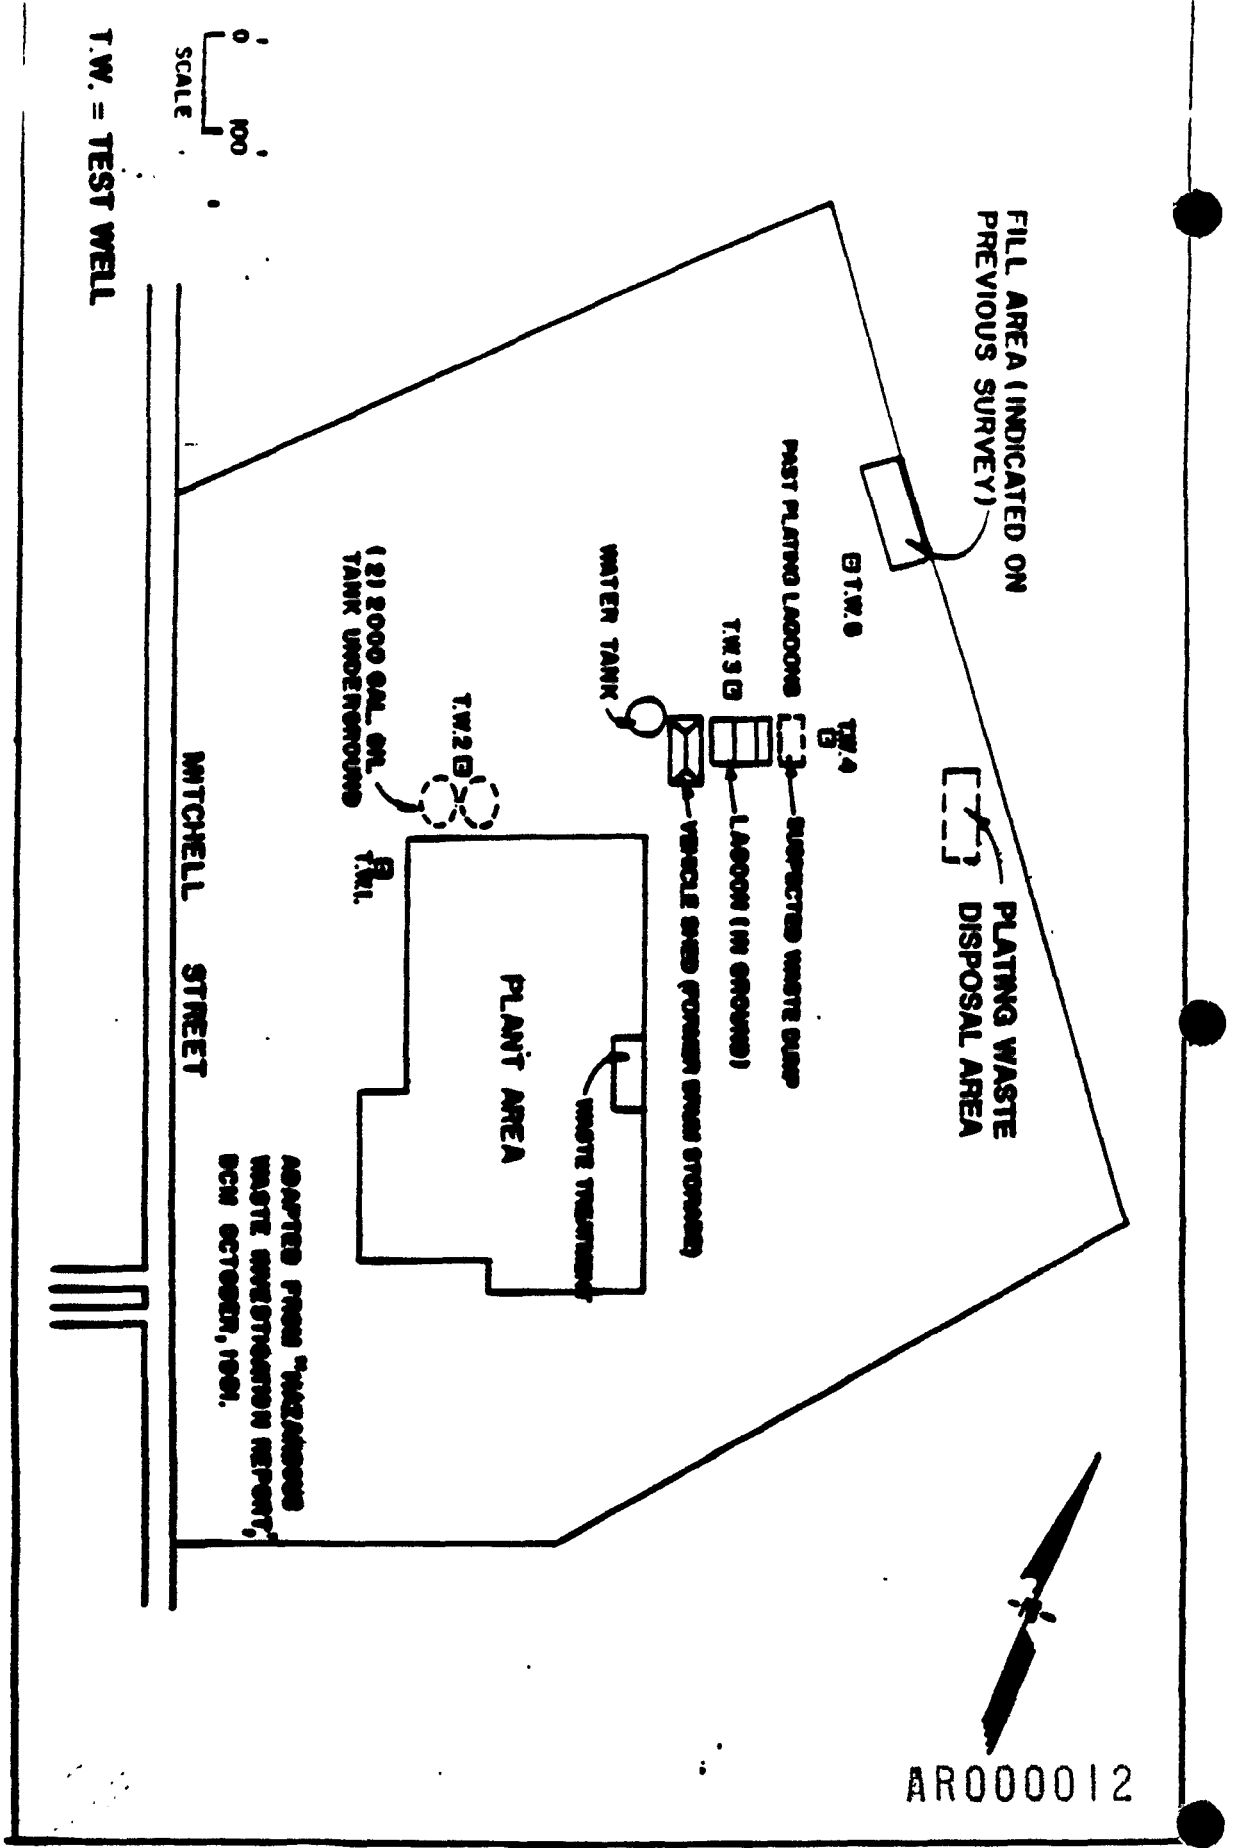 FILL AREA (INDICATED ON
PREVIOUS SURVEY)
PLATING WASTE
DISPOSAL AREA
T.W.
T.W.4
PAST PLATING LAGOONS
SUSPECTED WASTE DUMP
T.W.3
LAGOON (IN GROUND)
VEHICLE SHED (FORMER DRUM STORAGE)
WATER TANK
WASTE TREATMENT
PLANT AREA
T.W.2
(2) 2000 GAL. OIL
TANK UNDERGROUND
T.W.1.
ADAPTED FROM "HAZARDOUS
WASTE INVESTIGATION REPORT,"
BCM OCTOBER, 1981.
MITCHELL STREET
0' 100'
SCALE
T.W. = TEST WELL
AR000012